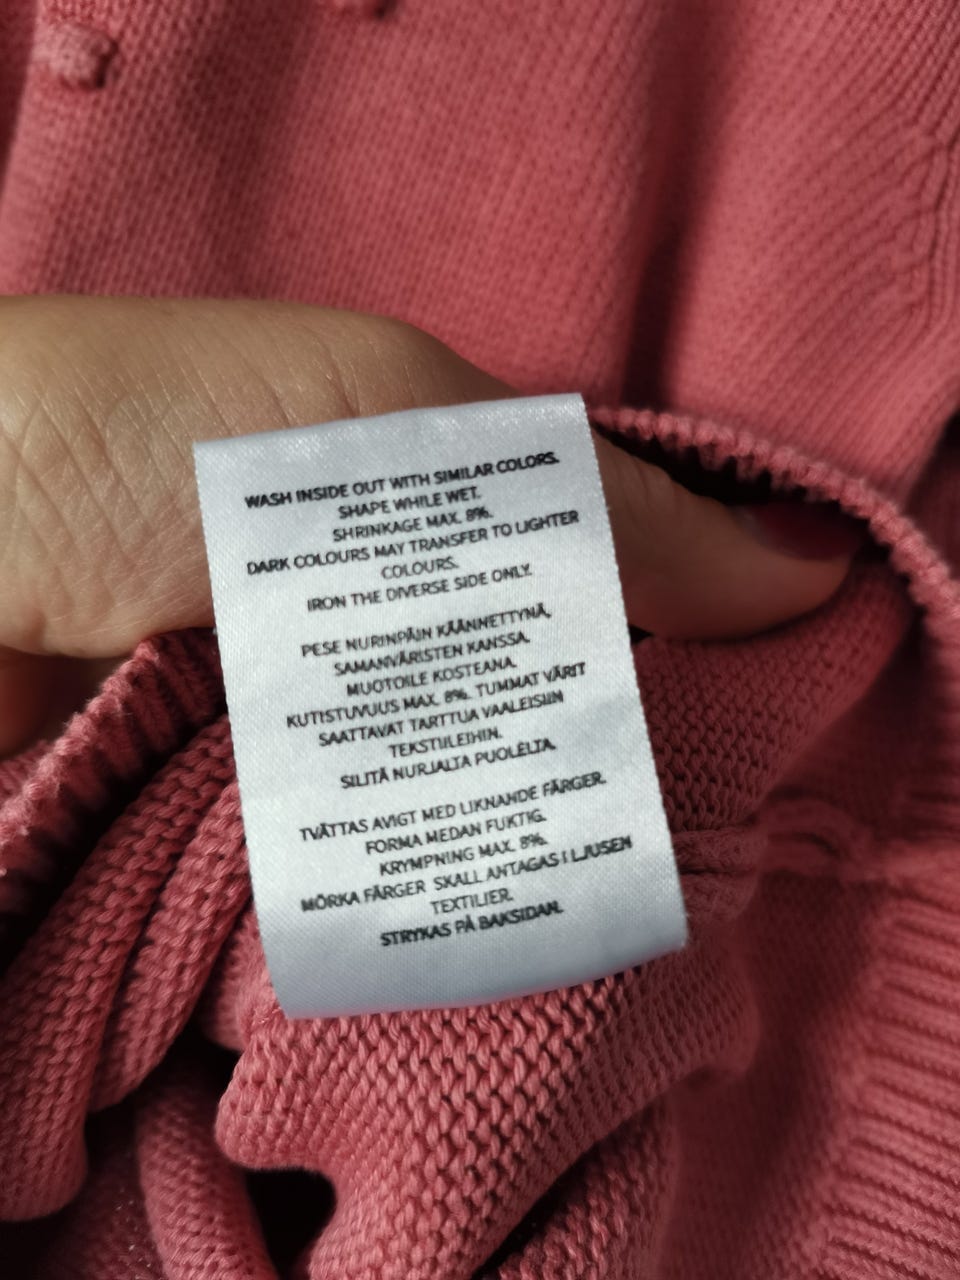 WASH INSIDE OUT WITH SIMILAR COLORS.
SHAPE WHILE WET.
SHRINKAGE MAX. 8%.
DARK COLOURS MAY TRANSFER TO LIGHTER
COLOURS.
IRON THE DIVERSE SIDE ONLY.
PESE NURINPÄIN KÄÄNNETTYNÄ,
SAMANVÄRISTEN KANSSA.
MUOTOILE KOSTEANA.
KUTISTUVUUS MAX. 8%. TUMMAT VÄRIT
SAATTAVAT TARTTUA VAALEISIIN
TEKSTIILEIHIN.
SILITÄ NURJALTA PUOLELTA.
TVÄTTAS AVIGT MED LIKNANDE FÄRGER.
FORMA MEDAN FUKTIG.
KRYMPNING MAX. 8%.
MÖRKA FÄRGER SKALL ANTAGAS I LJUSEN
TEXTILIER.
STRYKAS PÅ BAKSIDAN.